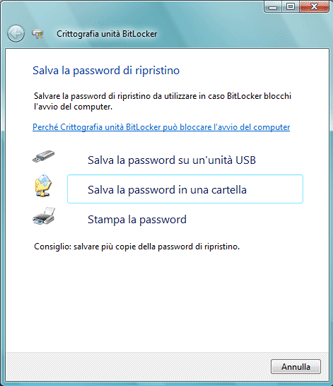 Crittografia unità BitLocker
Salva la password di ripristino
Salvare la password di ripristino da utilizzare in caso BitLocker blocchi
l'avvio del computer.
Perché Crittografia unità BitLocker può bloccare l'avvio del computer
Salva la password su un'unità USB
Salva la password in una cartella
Stampa la password
Consiglio: salvare più copie della password di ripristino.
Annulla